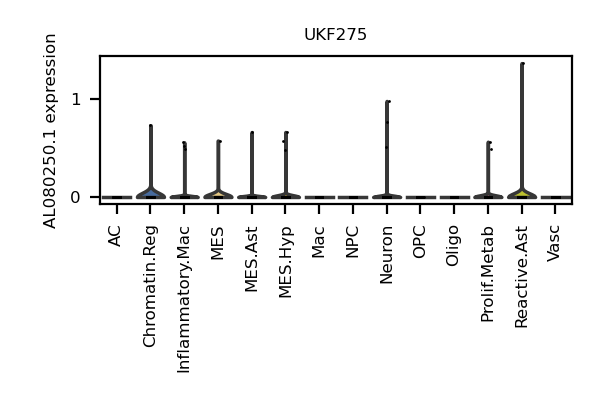 UKF275
AL080250.1 expression
1
0
AC
Chromatin.Reg
Inflammatory.Mac
MES
MES.Ast
MES.Hyp
Mac
NPC
Neuron
OPC
Oligo
Prolif.Metab
Reactive.Ast
Vasc